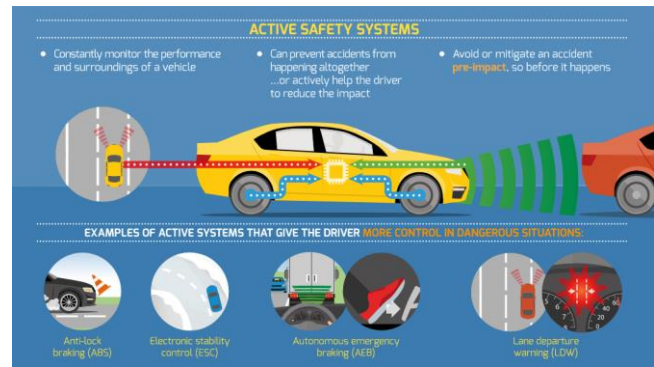 ACTIVE SAFETY SYSTEMS
Constantly monitor the performance
and surroundings of a vehicle
Can prevent accidents from
happening altogether
...or actively help the driver
to reduce the impact
Avoid or mitigate an accident
pre-impact, so before it happens
EXAMPLES OF ACTIVE SYSTEMS THAT GIVE THE DRIVER MORE CONTROL IN DANGEROUS SITUATIONS:
Anti-lock
braking (ABS)
Electronic stability
control (ESC)
Autonomous emergency
braking (AEB)
Lane departure
warning (LDW)